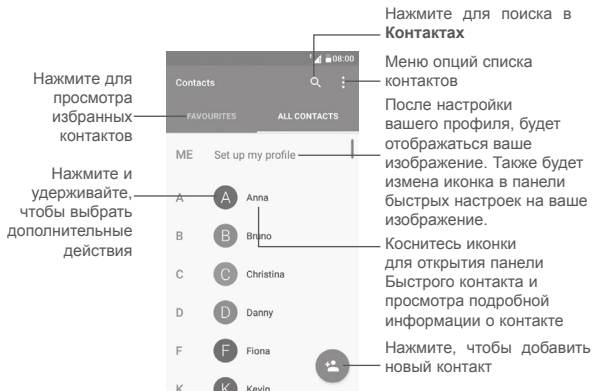 Нажмите для поиска в
Контактах
Меню опций списка
контактов
После настройки
вашего профиля, будет
отображаться ваше
изображение. Также будет
измена иконка в панели
быстрых настроек на ваше
изображение.
Коснитесь иконки
для открытия панели
Быстрого контакта и
просмотра подробной
информации о контакте
Нажмите, чтобы добавить
новый контакт
Нажмите для
просмотра
избранных
контактов
Нажмите и
удерживайте,
чтобы выбрать
дополнительные
действия
08:00
Contacts
FAVOURITES ALL CONTACTS
ME Set up my profile
A A Anna
B B Bruno
C C Christina
D D Danny
F F Fiona
K K Kevin